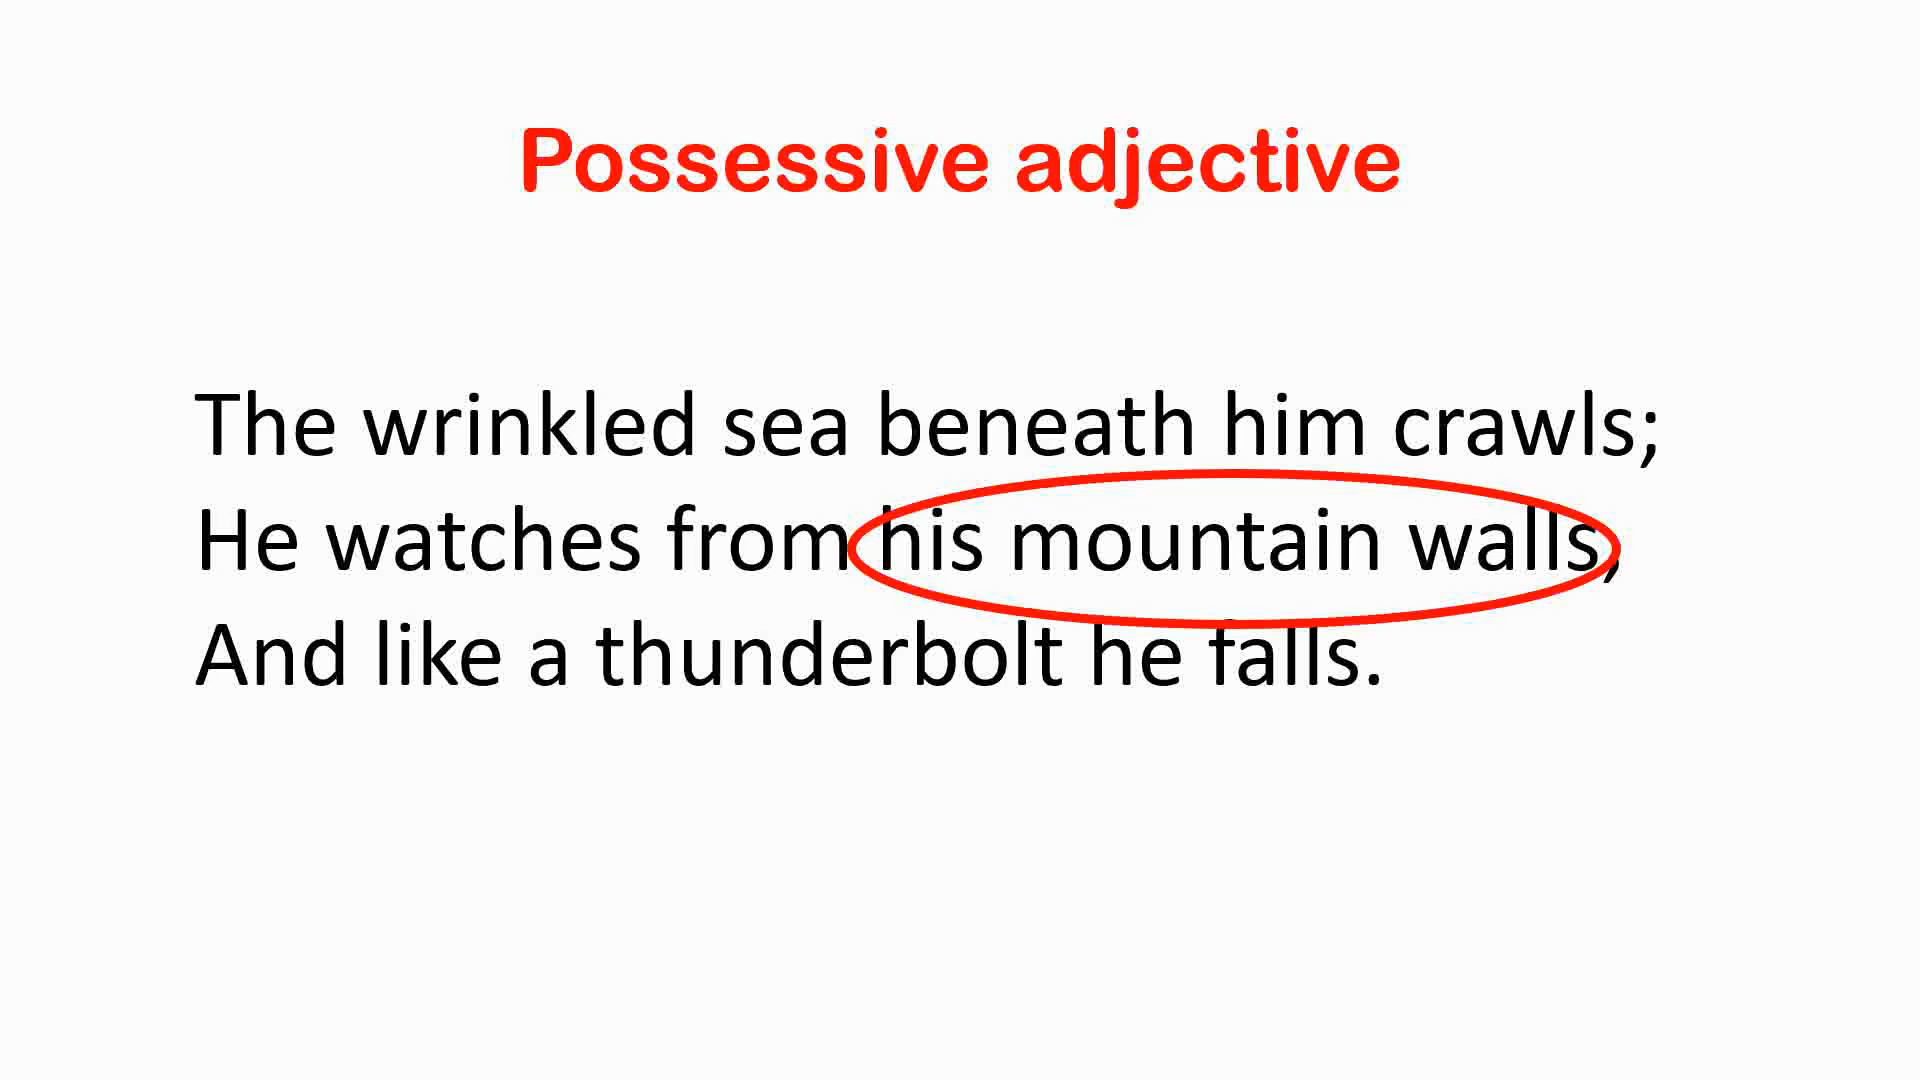 Possessive adjective
The wrinkled sea beneath him crawls;
He watches from his mountain walls,
And like a thunderbolt he falls.